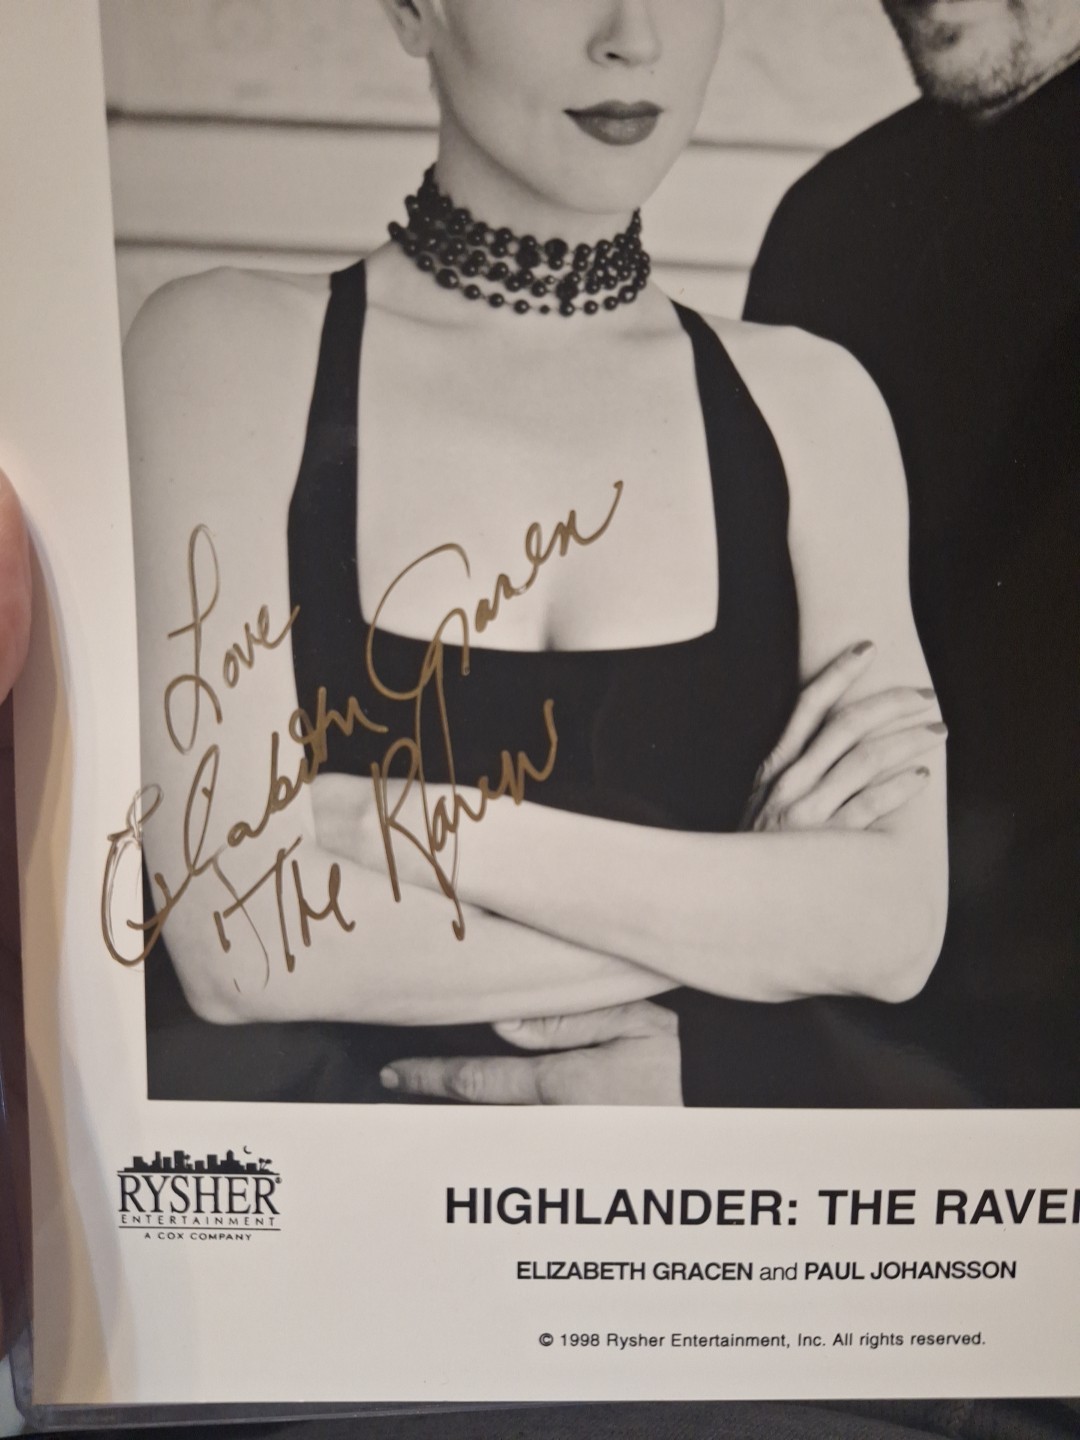 Love
Elizabeth Gracen
"The Raven"
RYSHER
ENTERTAINMENT
A COX COMPANY
HIGHLANDER: THE RAVEN
ELIZABETH GRACEN and PAUL JOHANSSON
© 1998 Rysher Entertainment, Inc. All rights reserved.